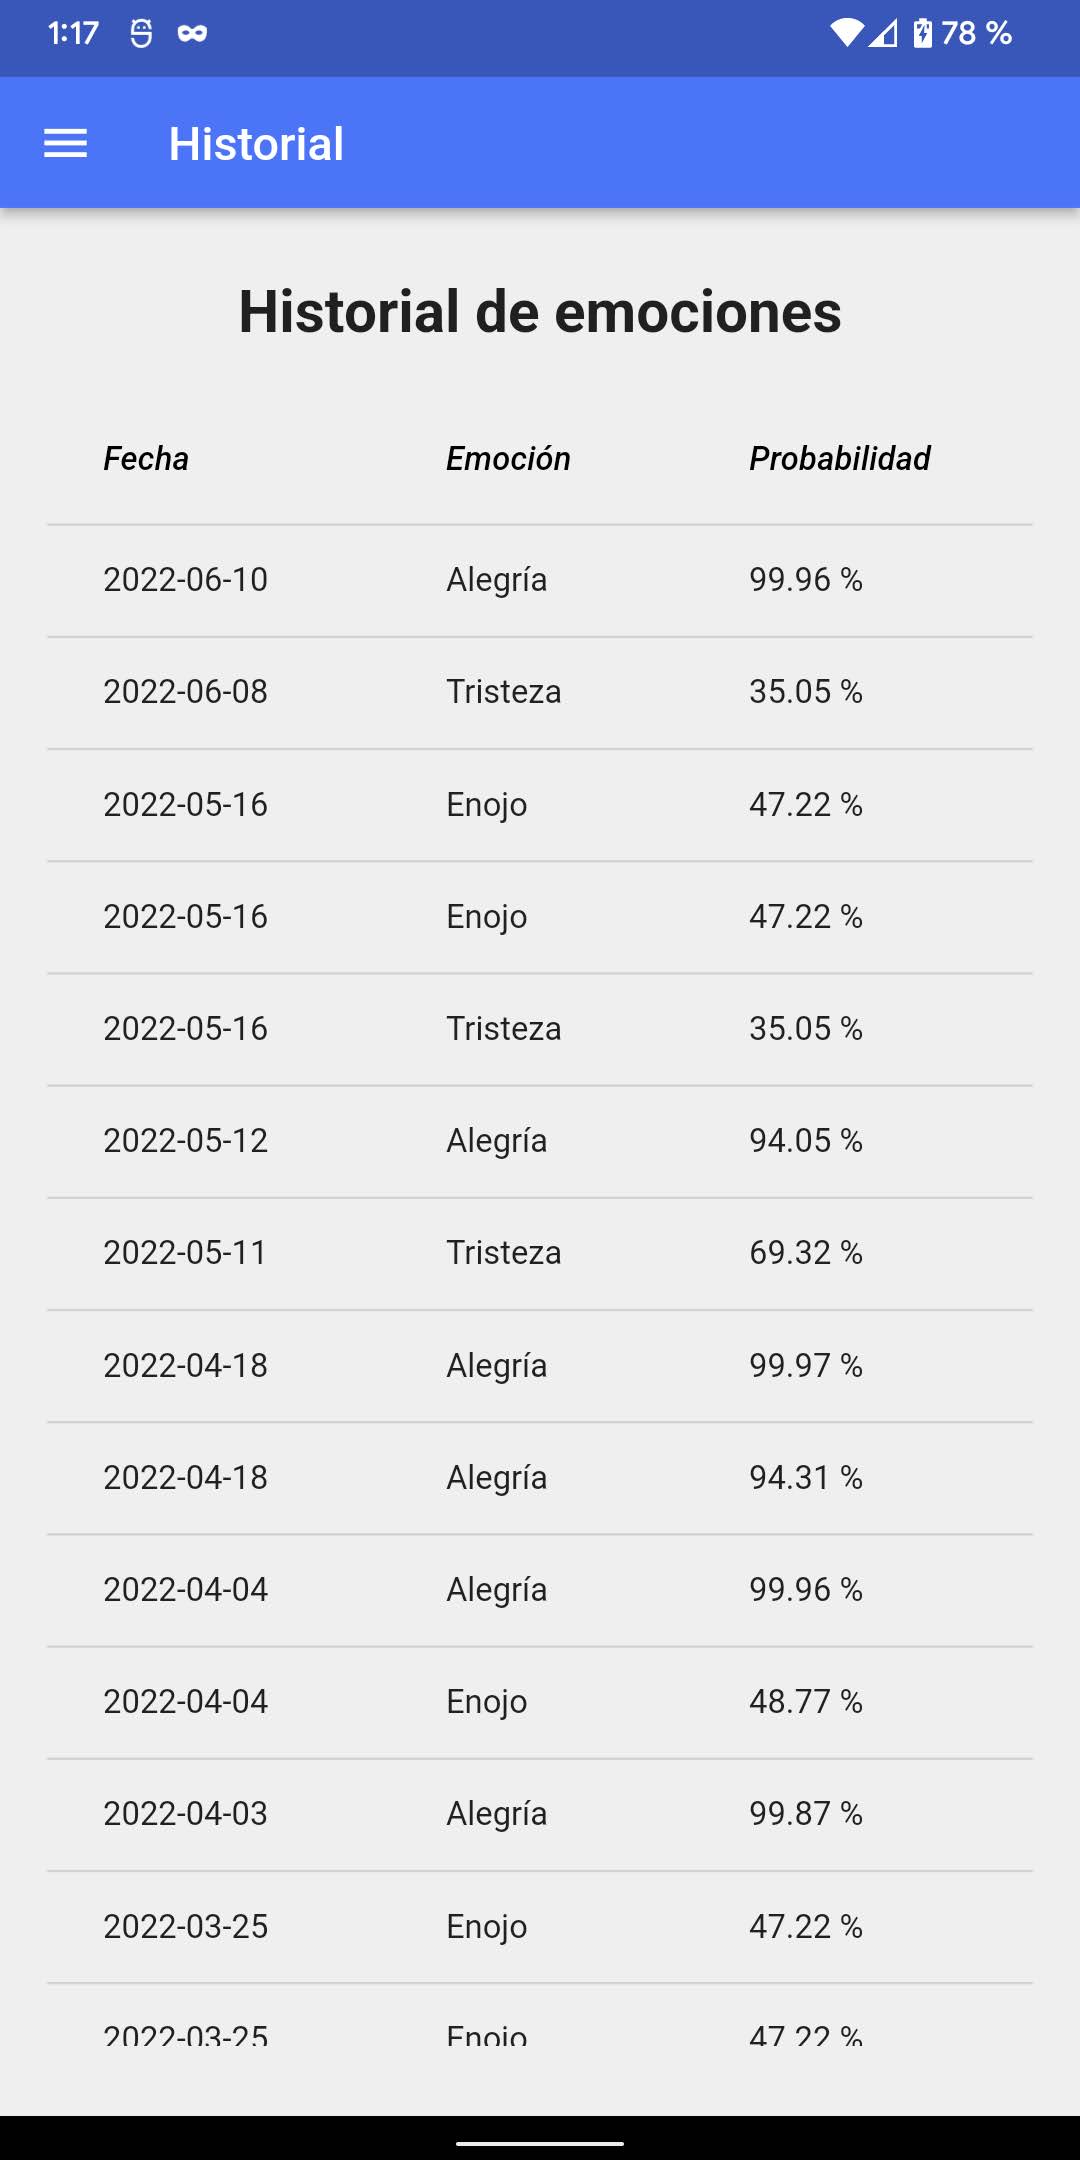 1:17 78 %
Historial
Historial de emociones
Fecha Emoción Probabilidad
2022-06-10 Alegría 99.96 %
2022-06-08 Tristeza 35.05 %
2022-05-16 Enojo 47.22 %
2022-05-16 Enojo 47.22 %
2022-05-16 Tristeza 35.05 %
2022-05-12 Alegría 94.05 %
2022-05-11 Tristeza 69.32 %
2022-04-18 Alegría 99.97 %
2022-04-18 Alegría 94.31 %
2022-04-04 Alegría 99.96 %
2022-04-04 Enojo 48.77 %
2022-04-03 Alegría 99.87 %
2022-03-25 Enojo 47.22 %
2022-03-25 Enojo 47.22 %